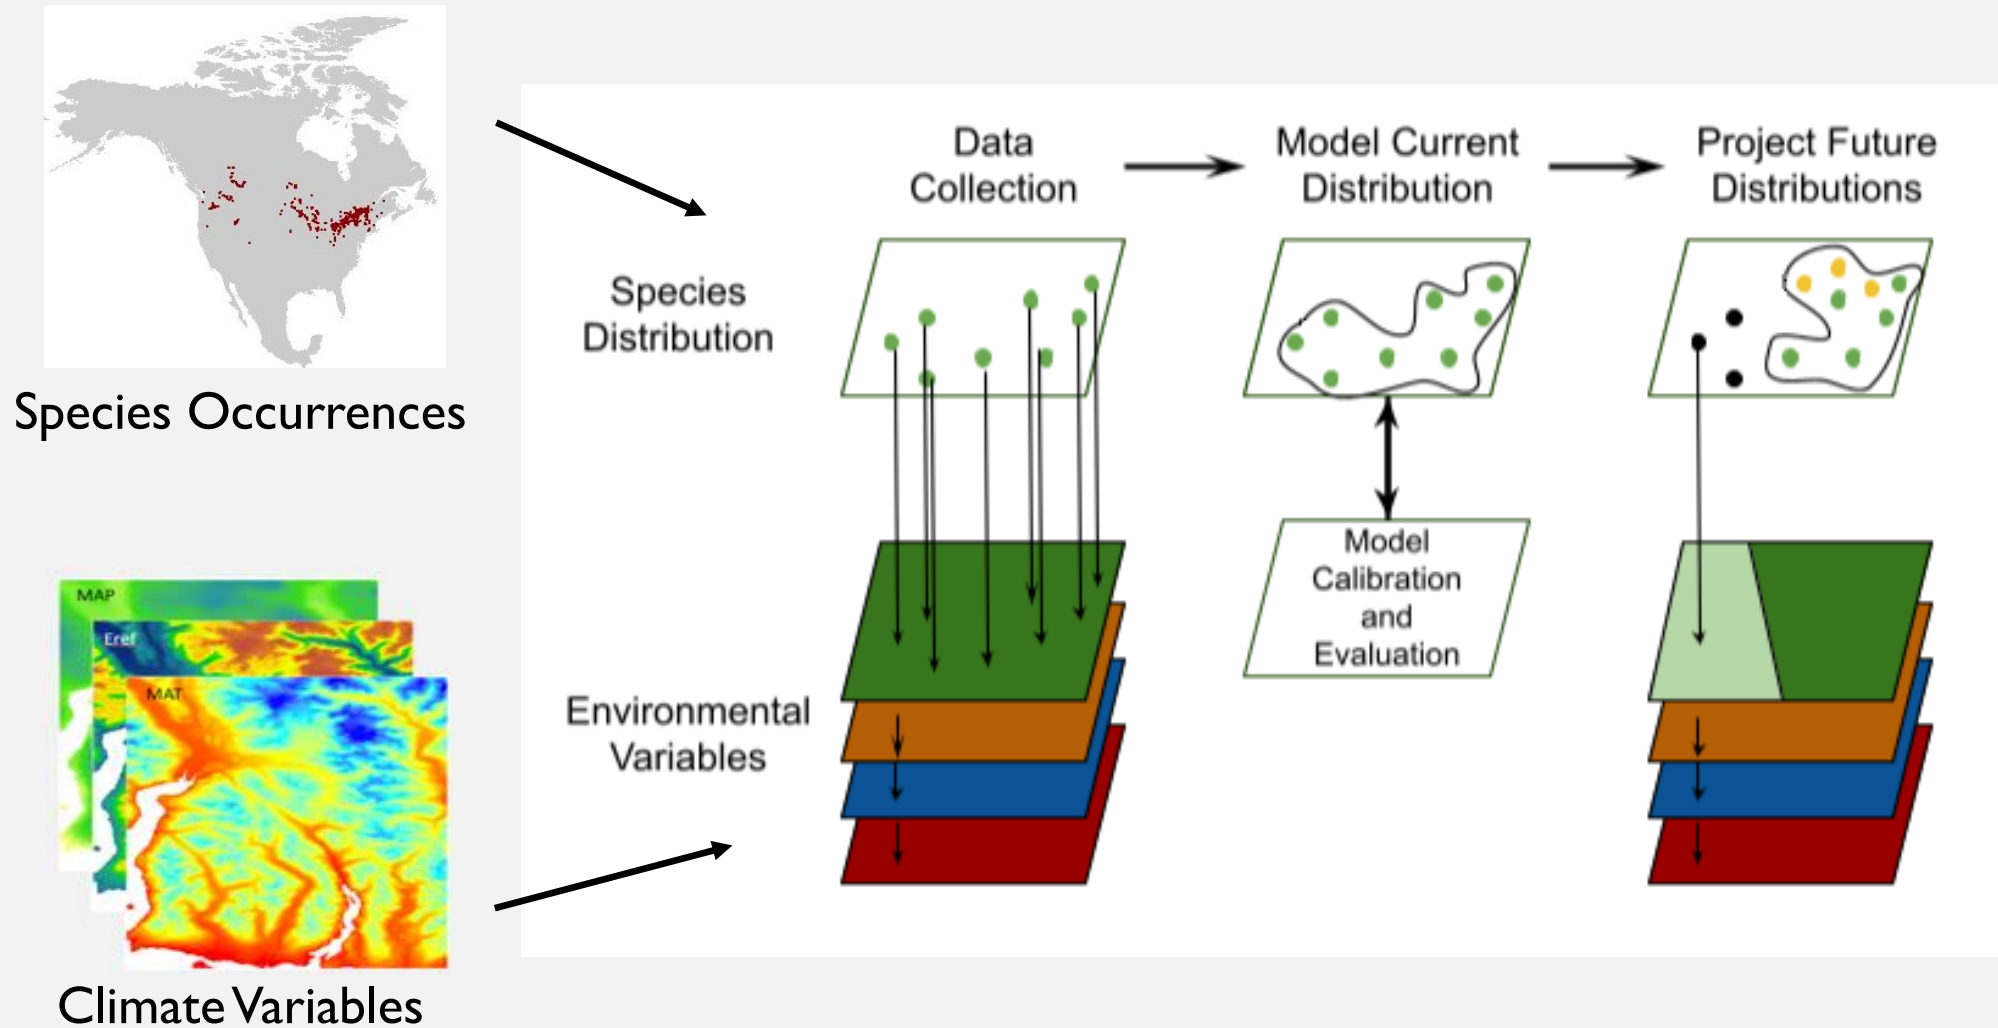 Species Occurrences
MAP
Eref
MAT
Climate Variables
Data
Collection
Model Current
Distribution
Project Future
Distributions
Species
Distribution
Model
Calibration
and
Evaluation
Environmental
Variables